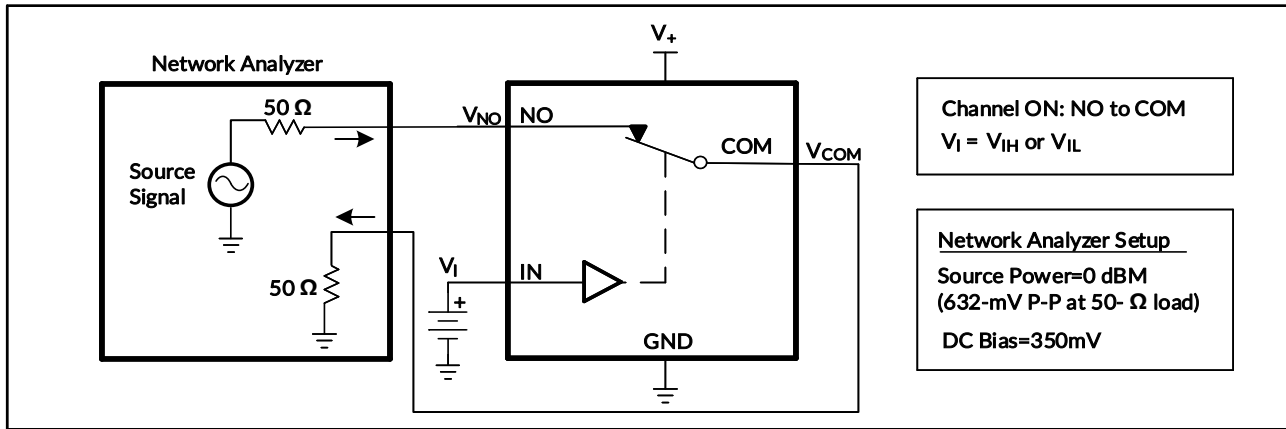 V+
Network Analyzer
50 Ω
VNO
NO
COM
VCOM
Source
Signal
VI
IN
50 Ω
GND
Channel ON: NO to COM
VI = VIH or VIL
Network Analyzer Setup
Source Power=0 dBM
(632-mV P-P at 50- Ω load)
DC Bias=350mV